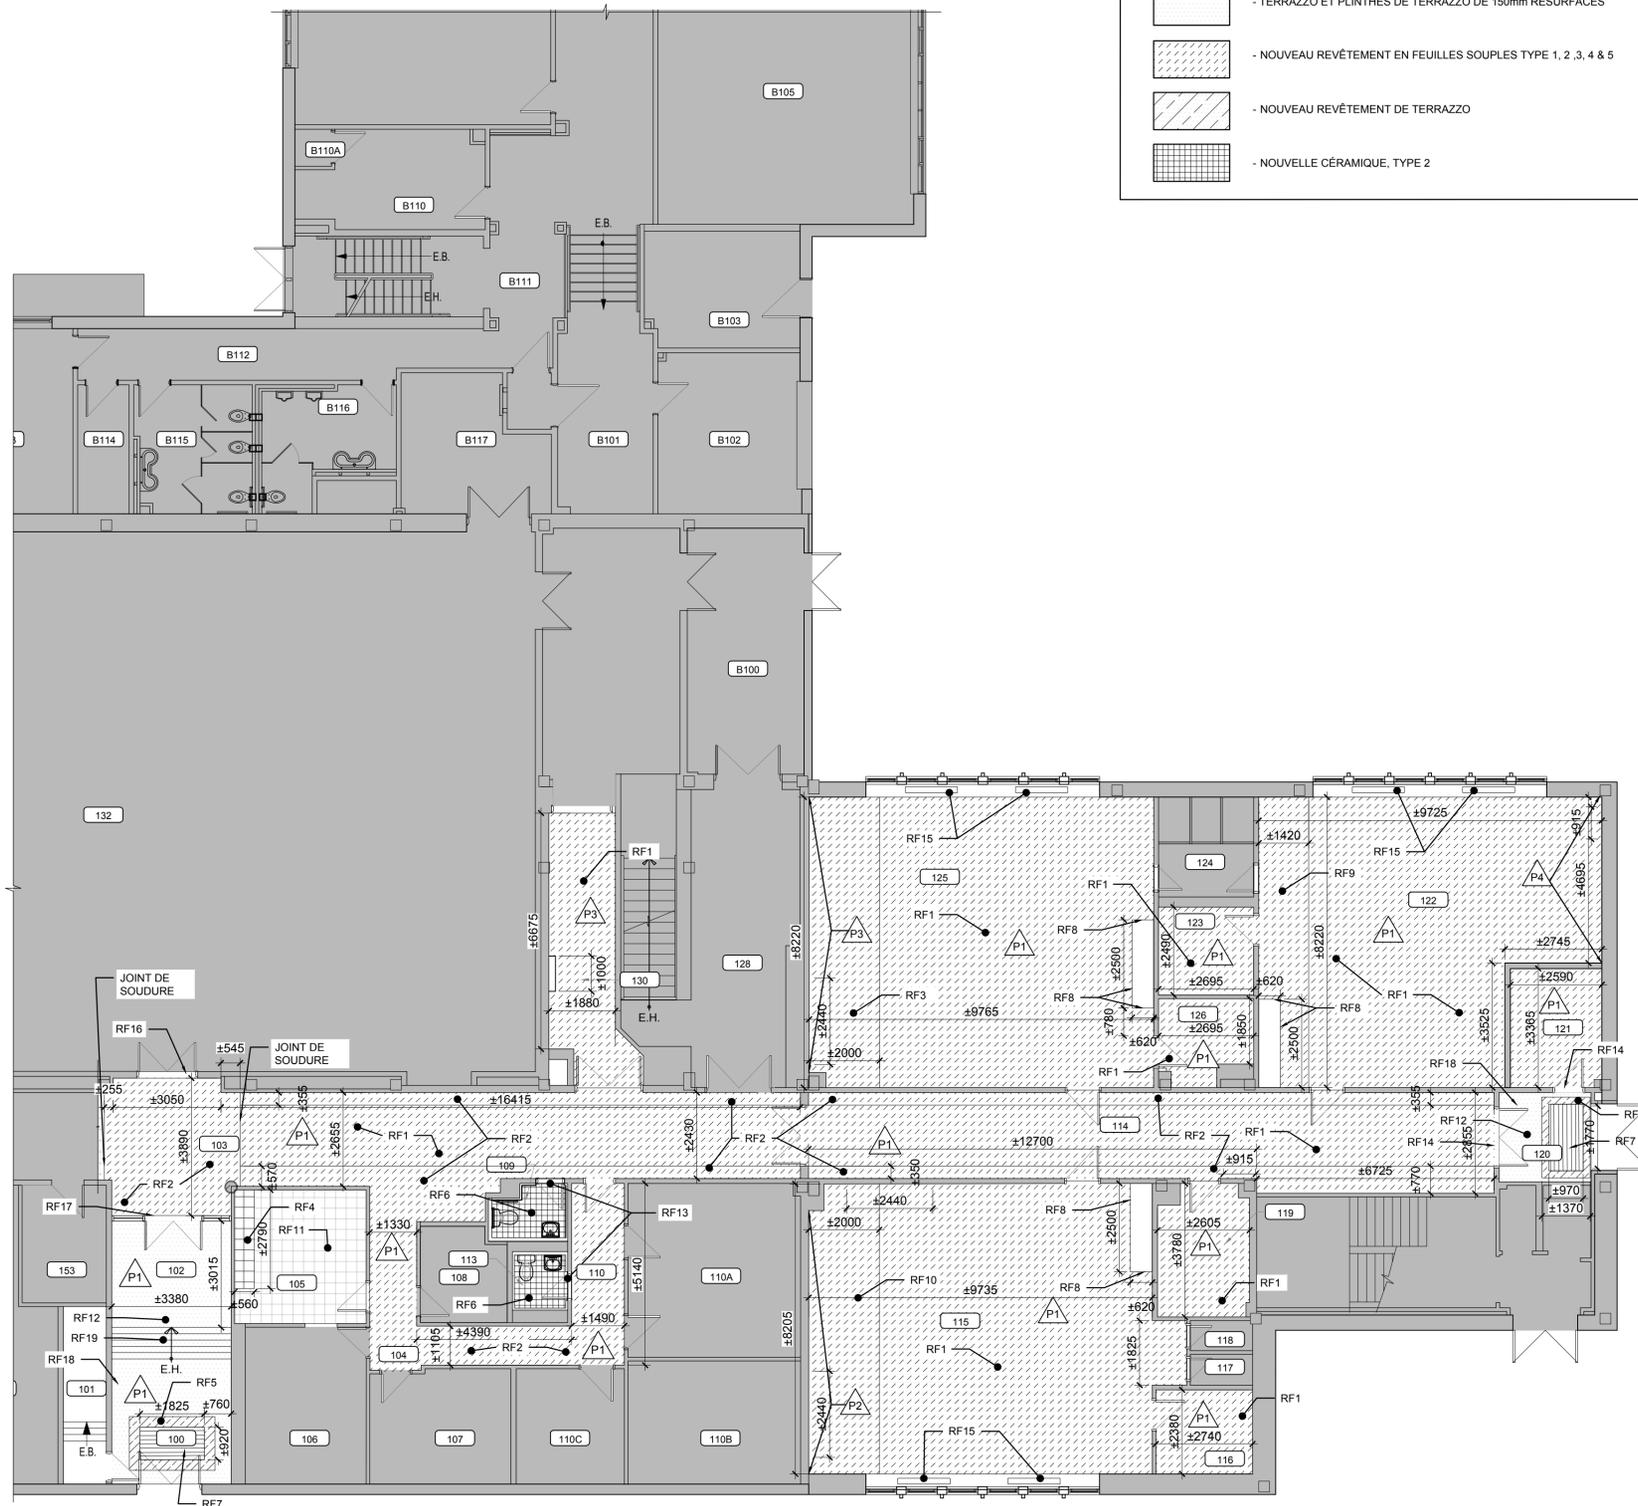 - TERRAZZO ET PLINTHES DE TERRAZZO DE 150mm RESURFACÉS
- NOUVEAU REVÊTEMENT EN FEUILLES SOUPLES TYPE 1, 2 ,3, 4 & 5
- NOUVEAU REVÊTEMENT DE TERRAZZO
- NOUVELLE CÉRAMIQUE, TYPE 2
B105
B110A
B110
E.B.
E.B.
B111
E.H.
B103
B112
B116
B114
B115
B117
B101
B102
B100
132
RF1
P3
±6675
±1000
130
±1880
E.H.
128
±8220
RF15
125
RF1
P3
P1
RF8
±2500
RF3
RF8
±9765
±780
±2440
±2000
±620
RF1
124
RF1
123
±2490
P1
±2695
126
±2695
±1850
P1
±9725
±915
±1420
RF15
RF9
P4
±4695
122
P1
±8220
±2745
±2590
±620
RF8
RF1
P1
±2500
±3525
±3365
121
RF14
RF18
JOINT DE
SOUDURE
RF16
±545
JOINT DE
SOUDURE
±255
±3050
±355
±16415
±3890
103
P1
±2655
RF1
RF2
±2430
RF2
P1
114
±12700
RF2
RF1
±355
RF12
RF14
±2855
RF
RF7
120
±1770
±570
109
±350
±915
±6725
±770
±970
±1370
RF2
RF17
RF6
RF13
RF4
±2790
RF11
±1330
P1
113
108
110
±5140
110A
153
P1
102
±3015
105
±3380
±560
RF6
±1490
RF12
RF19
±4390
±1105
RF2
P1
104
E.H.
RF18
101
P1
RF5
±1825
±760
±920
100
E.B.
RF7
106
107
110C
110B
±2440
±2000
RF8
±2500
±2605
119
±3780
P1
RF10
±9735
RF8
RF1
±620
P1
115
±8205
RF1
±1825
118
117
P2
±2440
RF15
P1
RF1
±2380
±2740
116